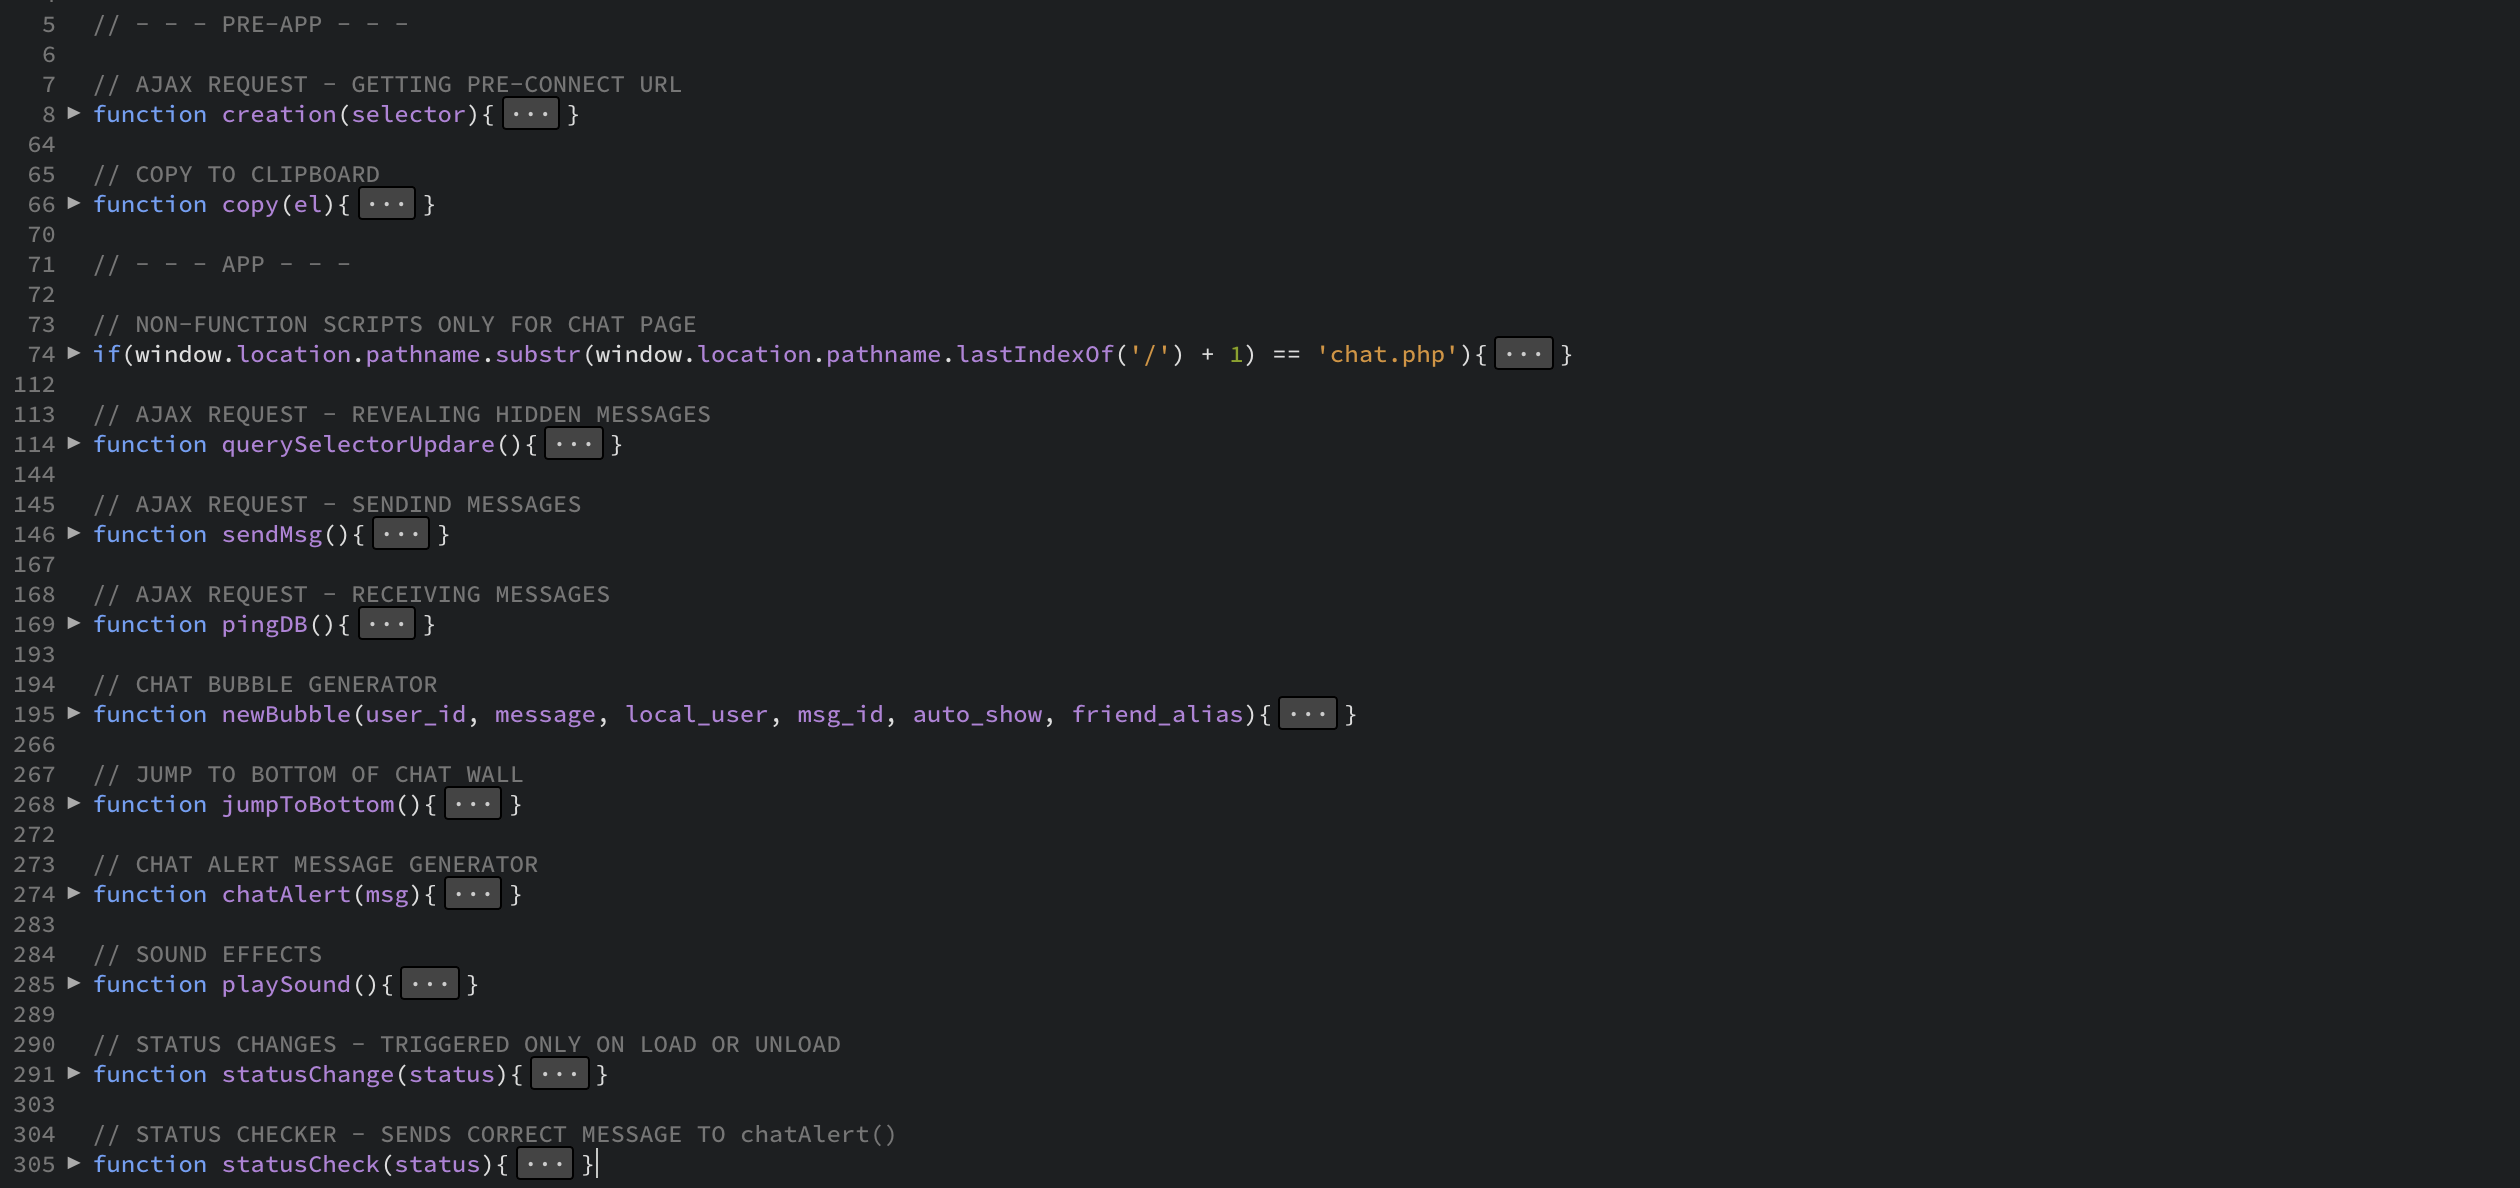 5 // - - - PRE-APP - - -
6
7 // AJAX REQUEST - GETTING PRE-CONNECT URL
8 function creation(selector){ ... }
64
65 // COPY TO CLIPBOARD
66 function copy(el){ ... }
70
71 // - - - APP - - -
72
73 // NON-FUNCTION SCRIPTS ONLY FOR CHAT PAGE
74 if(window.location.pathname.substr(window.location.pathname.lastIndexOf('/') + 1) == 'chat.php'){ ... }
112
113 // AJAX REQUEST - REVEALING HIDDEN MESSAGES
114 function querySelectorUpdare(){ ... }
144
145 // AJAX REQUEST - SENDIND MESSAGES
146 function sendMsg(){ ... }
167
168 // AJAX REQUEST - RECEIVING MESSAGES
169 function pingDB(){ ... }
193
194 // CHAT BUBBLE GENERATOR
195 function newBubble(user_id, message, local_user, msg_id, auto_show, friend_alias){ ... }
266
267 // JUMP TO BOTTOM OF CHAT WALL
268 function jumpToBottom(){ ... }
272
273 // CHAT ALERT MESSAGE GENERATOR
274 function chatAlert(msg){ ... }
283
284 // SOUND EFFECTS
285 function playSound(){ ... }
289
290 // STATUS CHANGES - TRIGGERED ONLY ON LOAD OR UNLOAD
291 function statusChange(status){ ... }
303
304 // STATUS CHECKER - SENDS CORRECT MESSAGE TO chatAlert()
305 function statusCheck(status){ ... }